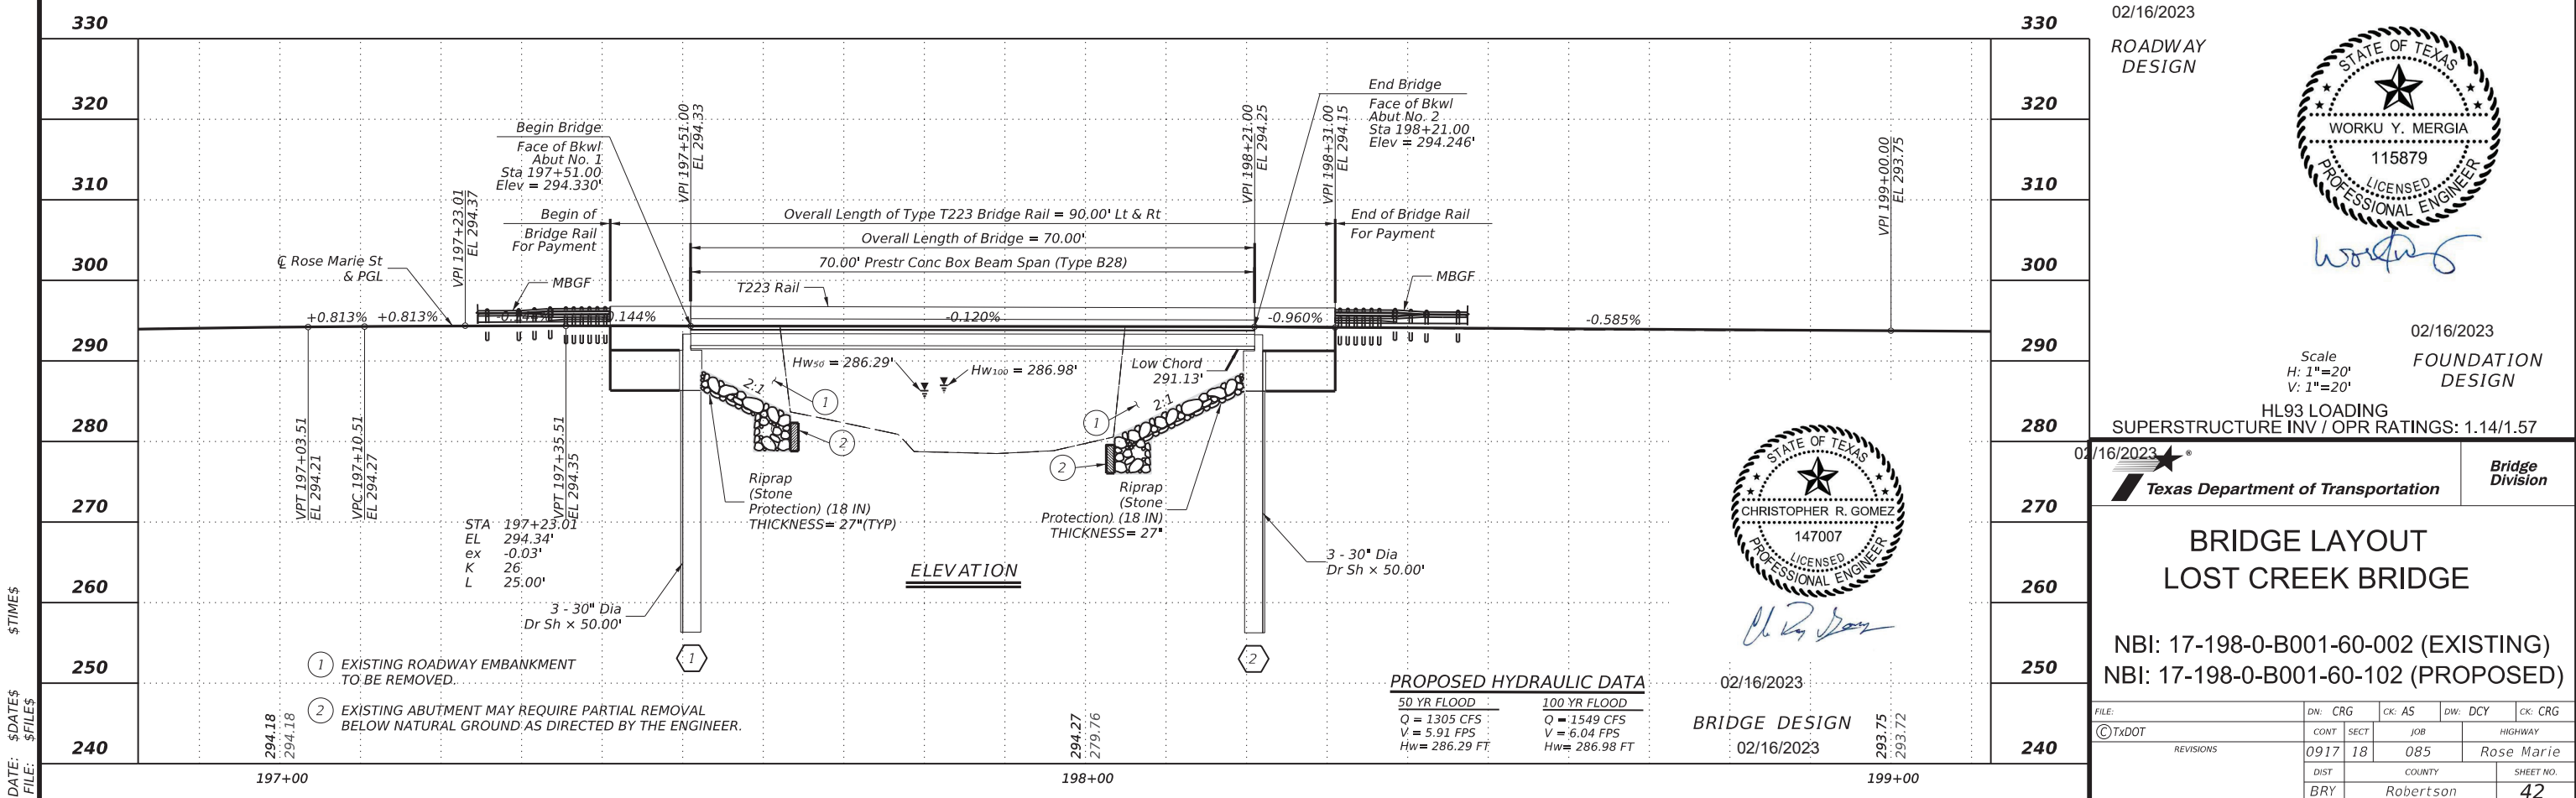 330
320
310
300
290
280
270
260
250
240
330
320
310
300
290
280
270
260
250
240
Begin Bridge
Face of Bkwl
Abut No. 1
Sta 197+51.00
Elev = 294.330'
VPI 197+51.00
EL 294.33
VPI 197+23.01
EL 294.37
Begin of
Bridge Rail
For Payment
Overall Length of Type T223 Bridge Rail = 90.00' Lt & Rt
Overall Length of Bridge = 70.00'
70.00' Prestr Conc Box Beam Span (Type B28)
T223 Rail
VPI 198+21.00
EL 294.25
VPI 198+31.00
EL 294.15
End Bridge
Face of Bkwl
Abut No. 2
Sta 198+21.00
Elev = 294.246'
End of Bridge Rail
For Payment
VPI 199+00.00
EL 293.75
℄ Rose Marie St
& PGL
MBGF
MBGF
+0.813% +0.813%
-0.144%
-0.120%
-0.960%
-0.585%
Hw50 = 286.29'
Hw100 = 286.98'
Low Chord
291.13'
2:1
2:1
1
1
2
2
VPT 197+03.51
EL 294.21
VPC 197+10.51
EL 294.27
VPT 197+35.51
EL 294.35
STA 197+23.01
EL 294.34'
ex -0.03'
K 26
L 25.00'
Riprap
(Stone
Protection) (18 IN)
THICKNESS= 27"(TYP)
Riprap
(Stone
Protection) (18 IN)
THICKNESS= 27"
3 - 30" Dia
Dr Sh × 50.00'
3 - 30" Dia
Dr Sh × 50.00'
ELEVATION
1
2
1 EXISTING ROADWAY EMBANKMENT
TO BE REMOVED.
2 EXISTING ABUTMENT MAY REQUIRE PARTIAL REMOVAL
BELOW NATURAL GROUND AS DIRECTED BY THE ENGINEER.
PROPOSED HYDRAULIC DATA
50 YR FLOOD
Q = 1305 CFS
V = 5.91 FPS
Hw= 286.29 FT
100 YR FLOOD
Q = 1549 CFS
V = 6.04 FPS
Hw= 286.98 FT
294.18
294.18
294.27
279.76
293.75
293.72
197+00
198+00
199+00
STATE OF TEXAS
CHRISTOPHER R. GOMEZ
147007
LICENSED
PROFESSIONAL ENGINEER
02/16/2023
BRIDGE DESIGN
02/16/2023
02/16/2023
ROADWAY
DESIGN
STATE OF TEXAS
WORKU Y. MERGIA
115879
LICENSED
PROFESSIONAL ENGINEER
02/16/2023
FOUNDATION
DESIGN
Scale
H: 1"=20'
V: 1"=20'
HL93 LOADING
SUPERSTRUCTURE INV / OPR RATINGS: 1.14/1.57
02/16/2023
®
Texas Department of Transportation
Bridge
Division
BRIDGE LAYOUT
LOST CREEK BRIDGE
NBI: 17-198-0-B001-60-002 (EXISTING)
NBI: 17-198-0-B001-60-102 (PROPOSED)
FILE:
DN: CRG
CK: AS
DW: DCY
CK: CRG
© TxDOT
CONT SECT JOB HIGHWAY
REVISIONS
0917 18 085 Rose Marie
DIST COUNTY SHEET NO.
BRY Robertson 42
$TIME$
DATE: $DATE$
FILE: $FILE$